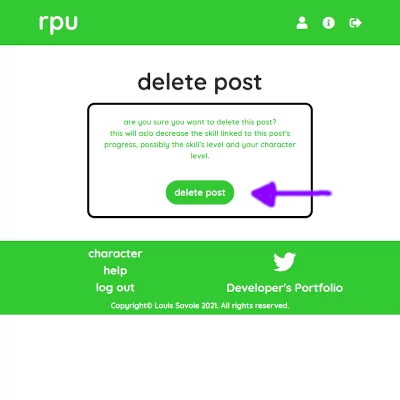 rpu
delete post
are you sure you want to delete this post?
this will aslo decrease the skill linked to this post's
progress, possibly the skill's level and your character
level.
delete post
character
help
log out
Developer's Portfolio
Copyright© Louis Savoie 2021. All rights reserved.